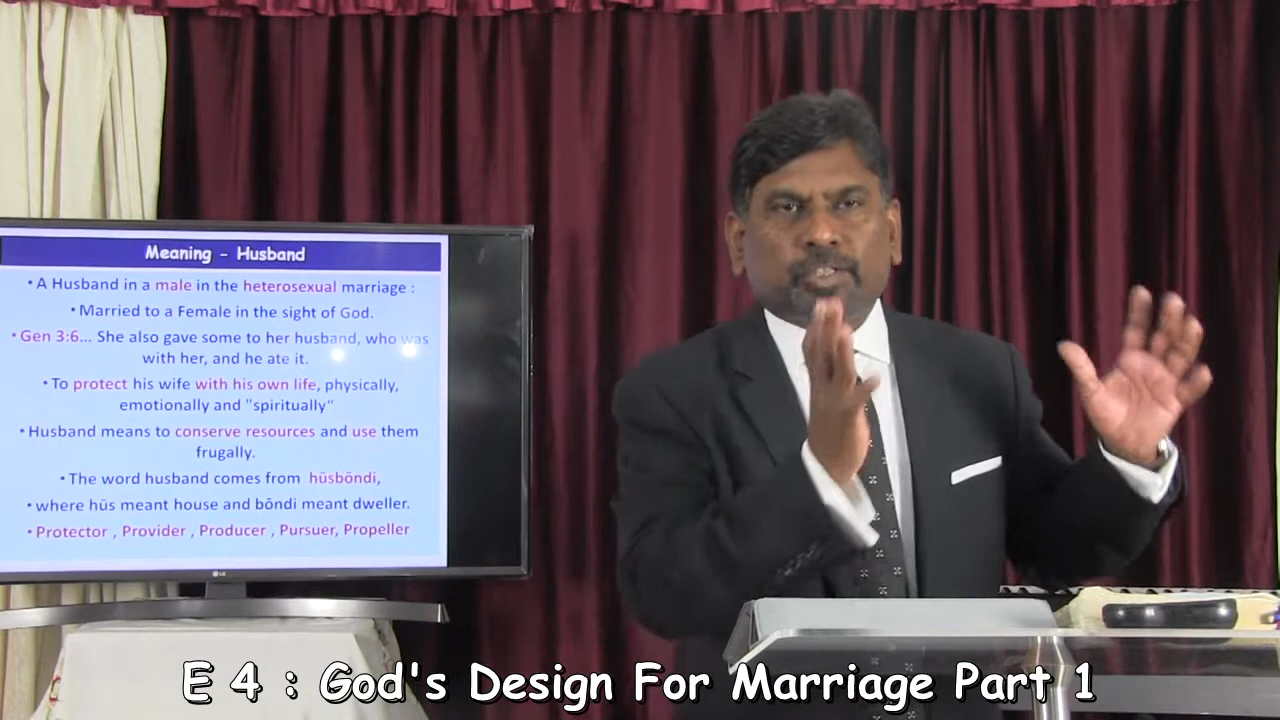 Meaning - Husband
• A Husband in a male in the heterosexual marriage :
• Married to a Female in the sight of God.
• Gen 3:6... She also gave some to her husband, who was
with her, and he ate it.
• To protect his wife with his own life, physically,
emotionally and "spiritually“
• Husband means to conserve resources and use them
frugally.
• The word husband comes from hūsbōndi,
• where hūs meant house and bōndi meant dweller.
• Protector , Provider , Producer , Pursuer, Propeller
LG
E 4 : God's Design For Marriage Part 1